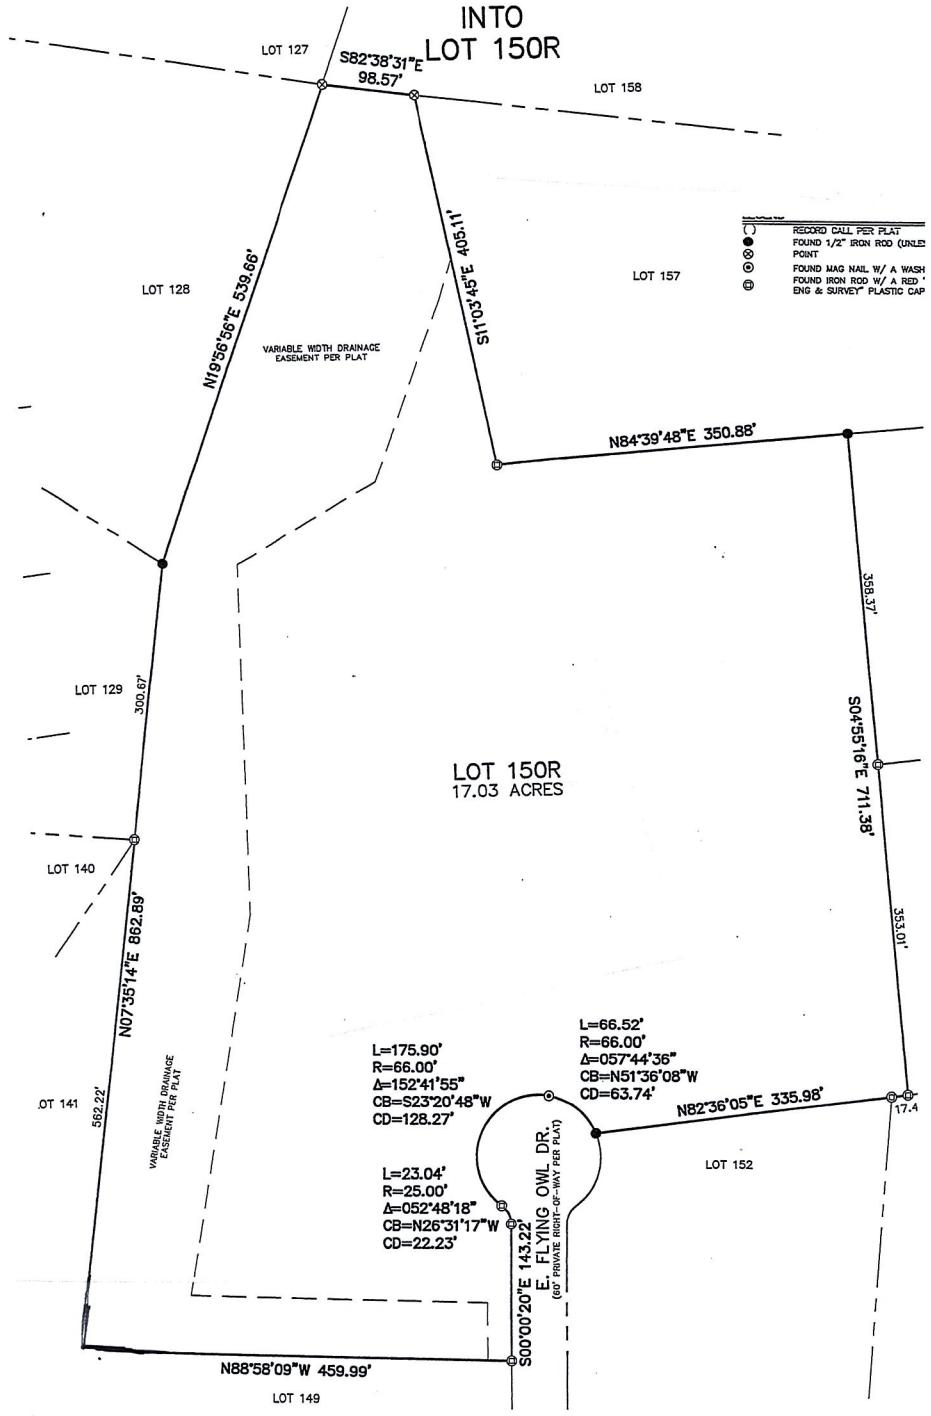 INTO
LOT 150R
LOT 127
S82°38'31"E
98.57'
LOT 158
RECORD CALL PER PLAT
FOUND 1/2" IRON ROD
POINT
FOUND MAG NAIL W/ A WASH
FOUND IRON ROD W/ A RED "
ENG & SURVEY" PLASTIC CAP
LOT 128
N19°56'56"E 539.66'
VARIABLE WIDTH DRAINAGE
EASEMENT PER PLAT
S11°03'45"E 405.11'
LOT 157
N84°39'48"E 350.88'
358.37'
LOT 129
300.67'
S04°55'16"E 711.38'
LOT 150R
17.03 ACRES
LOT 140
N07°35'14"E 862.89'
353.01'
.OT 141
562.22'
VARIABLE WIDTH DRAINAGE
EASEMENT PER PLAT
L=175.90'
R=66.00'
Δ=152°41'55"
CB=S23°20'48"W
CD=128.27'
L=66.52'
R=66.00'
Δ=057°44'36"
CB=N51°36'08"W
CD=63.74'
N82°36'05"E 335.98'
17.4
LOT 152
L=23.04'
R=25.00'
Δ=052°48'18"
CB=N26°31'17"W
CD=22.23'
S00°00'20"E 143.22'
E. FLYING OWL DR.
(60' PRIVATE RIGHT-OF-WAY PER PLAT)
N88°58'09"W 459.99'
LOT 149